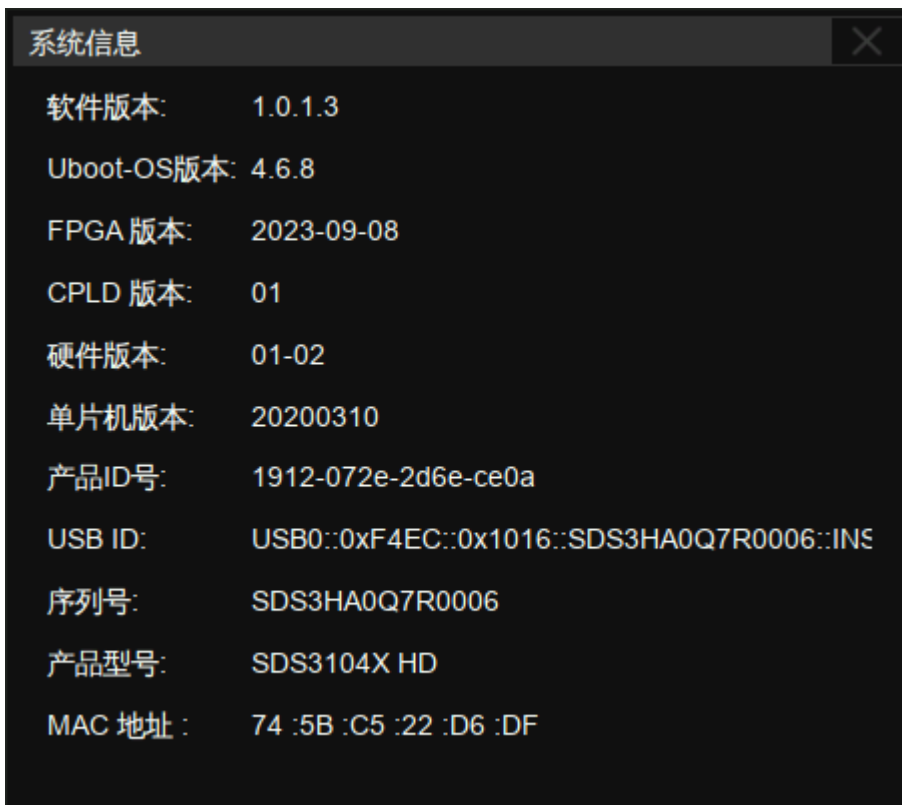 系统信息
软件版本: 1.0.1.3
Uboot-OS版本: 4.6.8
FPGA 版本: 2023-09-08
CPLD 版本: 01
硬件版本: 01-02
单片机版本: 20200310
产品ID号: 1912-072e-2d6e-ce0a
USB ID: USB0::0xF4EC::0x1016::SDS3HA0Q7R0006::INS
序列号: SDS3HA0Q7R0006
产品型号: SDS3104X HD
MAC 地址 : 74 :5B :C5 :22 :D6 :DF